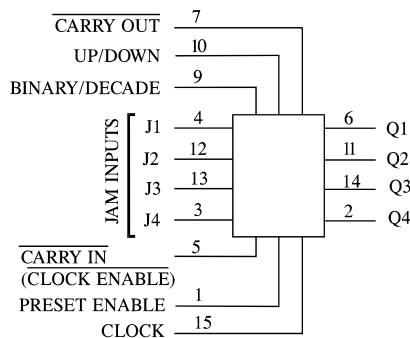 CARRY OUT 7
UP/DOWN 10
BINARY/DECADE 9
JAM INPUTS
J1 4 6 Q1
J2 12 11 Q2
J3 13 14 Q3
J4 3 2 Q4
CARRY IN 5
(CLOCK ENABLE)
PRESET ENABLE 1
CLOCK 15